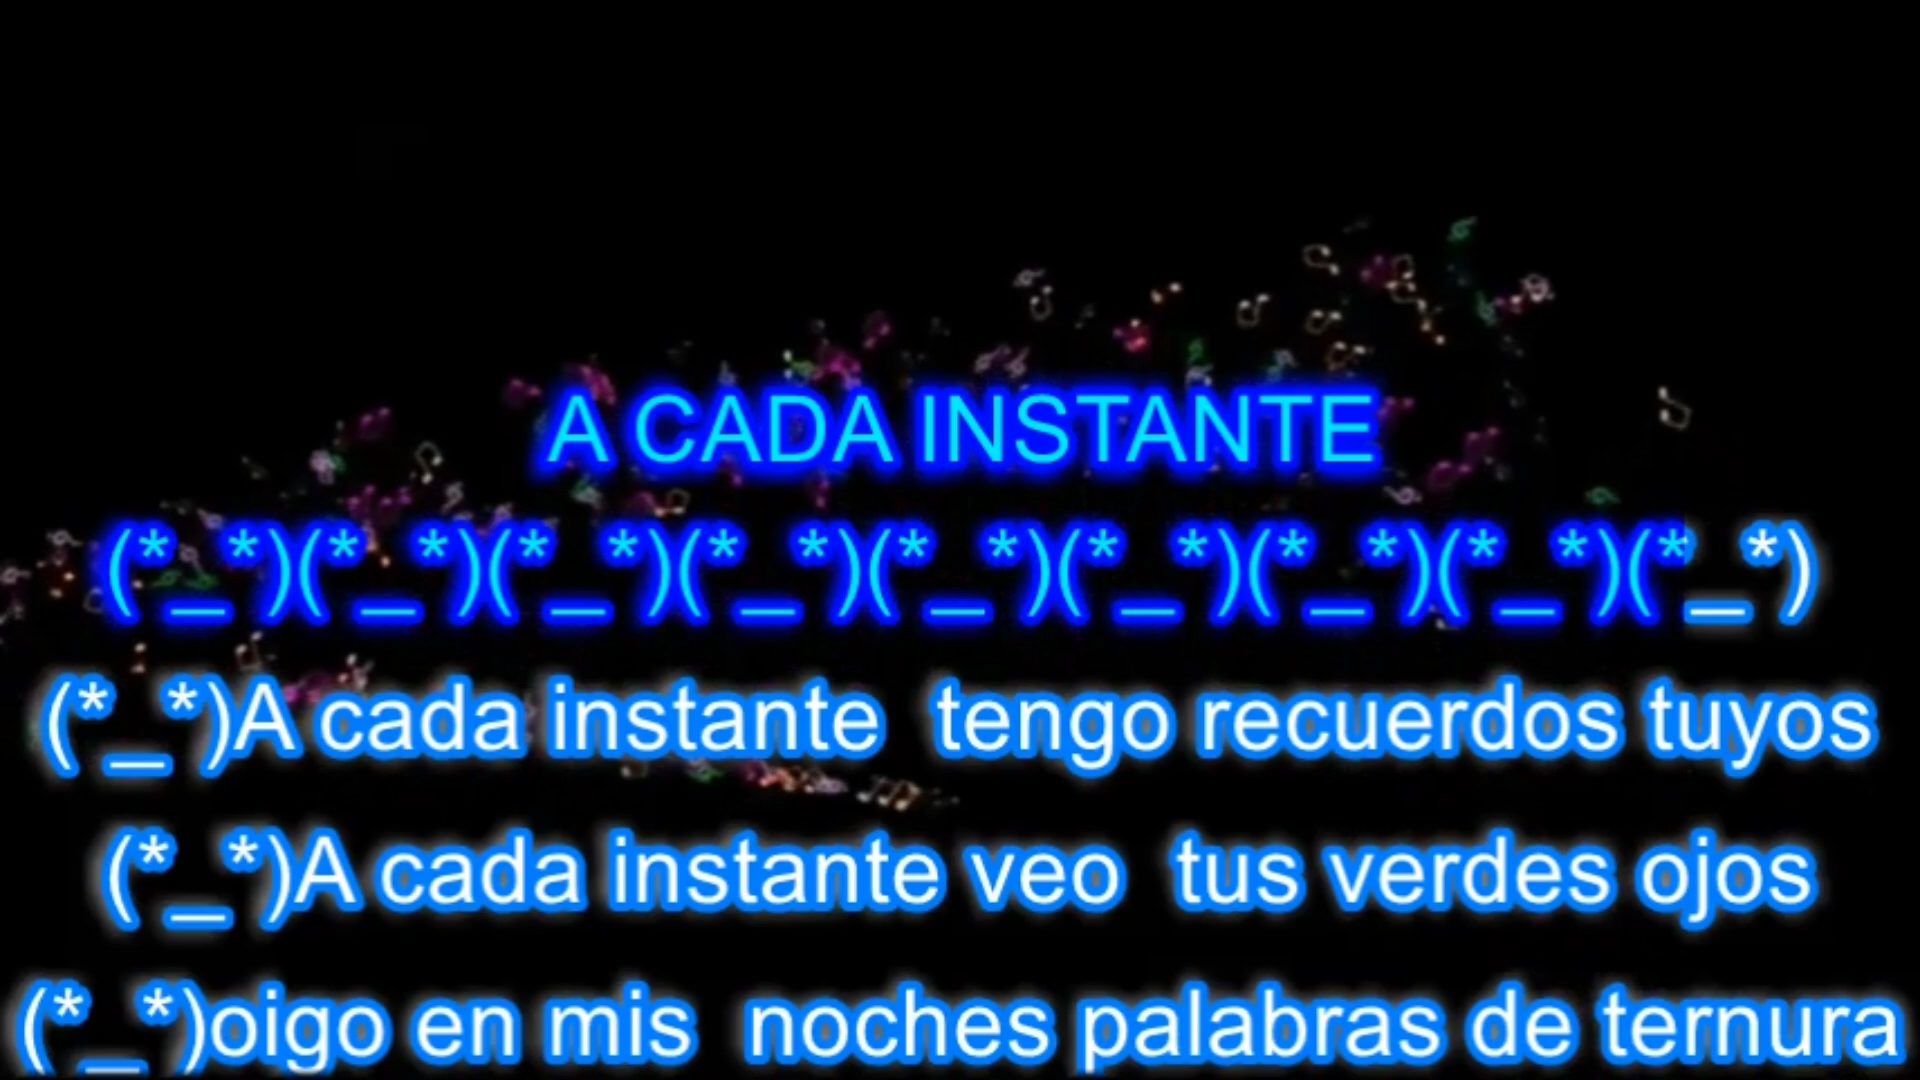 A CADA INSTANTE
(*_*)(*_*)(*_*)(*_*)(*_*)(*_*)(*_*)(*_*)(*_*)
(*_*)A cada instante  tengo recuerdos tuyos
(*_*)A cada instante veo  tus verdes ojos
(*_*)oigo en mis  noches palabras de ternura